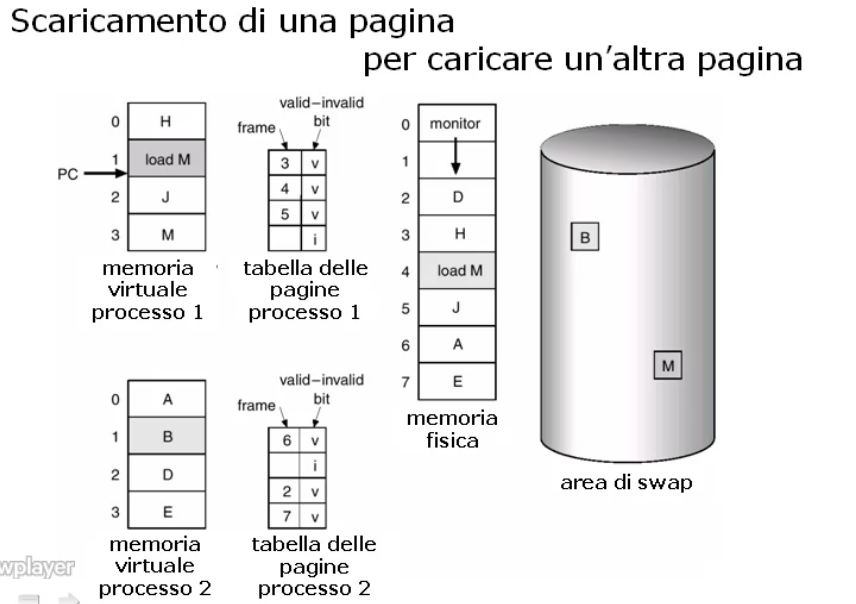 Scaricamento di una pagina
per caricare un'altra pagina
0 H
1 load M
PC
2 J
3 M
memoria
virtuale
processo 1
valid–invalid
frame bit
3 v
4 v
5 v
i
tabella delle
pagine
processo 1
0 monitor
1
2 D
3 H
4 load M
5 J
6 A
7 E
memoria
fisica
B
M
area di swap
0 A
1 B
2 D
3 E
memoria
virtuale
processo 2
valid–invalid
frame bit
6 v
i
2 v
7 v
tabella delle
pagine
processo 2
wplayer